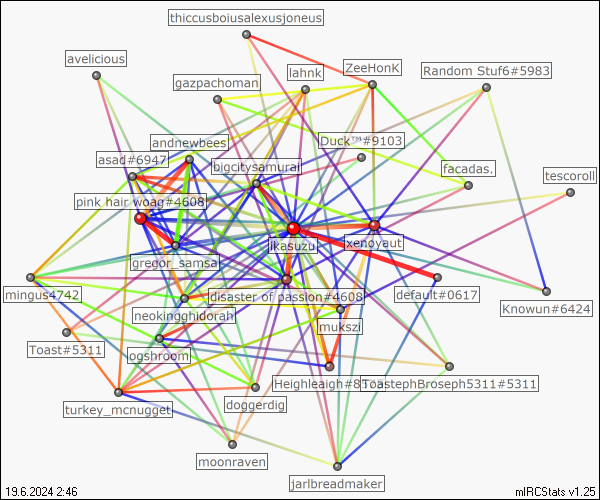 thiccusboiusalexusjoneus
avelicious
lahnk
ZeeHonK
Random Stuf6#5983
gazpachoman
andnewbees
Duck™#9103
asad#6947
bigcitysamurai
facadas.
tescoroll
pink hair woag#4608
ikasuzu
xenoyaut
gregor_samsa
mingus4742
disaster of passion#4608
default#0617
Knowun#6424
neokingghidorah
mukszi
Toast#5311
jogshroom
Heighleaigh#8
ToastephBroseph5311#5311
turkey_mcnugget
doggerdig
moonraven
jarlbreadmaker
19.6.2024 2:46
mIRCStats v1.25